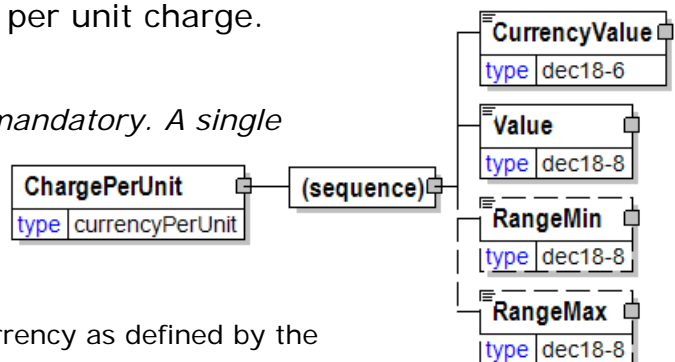 per unit charge.
mandatory. A single
ChargePerUnit
type currencyPerUnit
(sequence)
CurrencyValue
type dec18-6
Value
type dec18-8
RangeMin
type dec18-8
RangeMax
type dec18-8
as defined by the